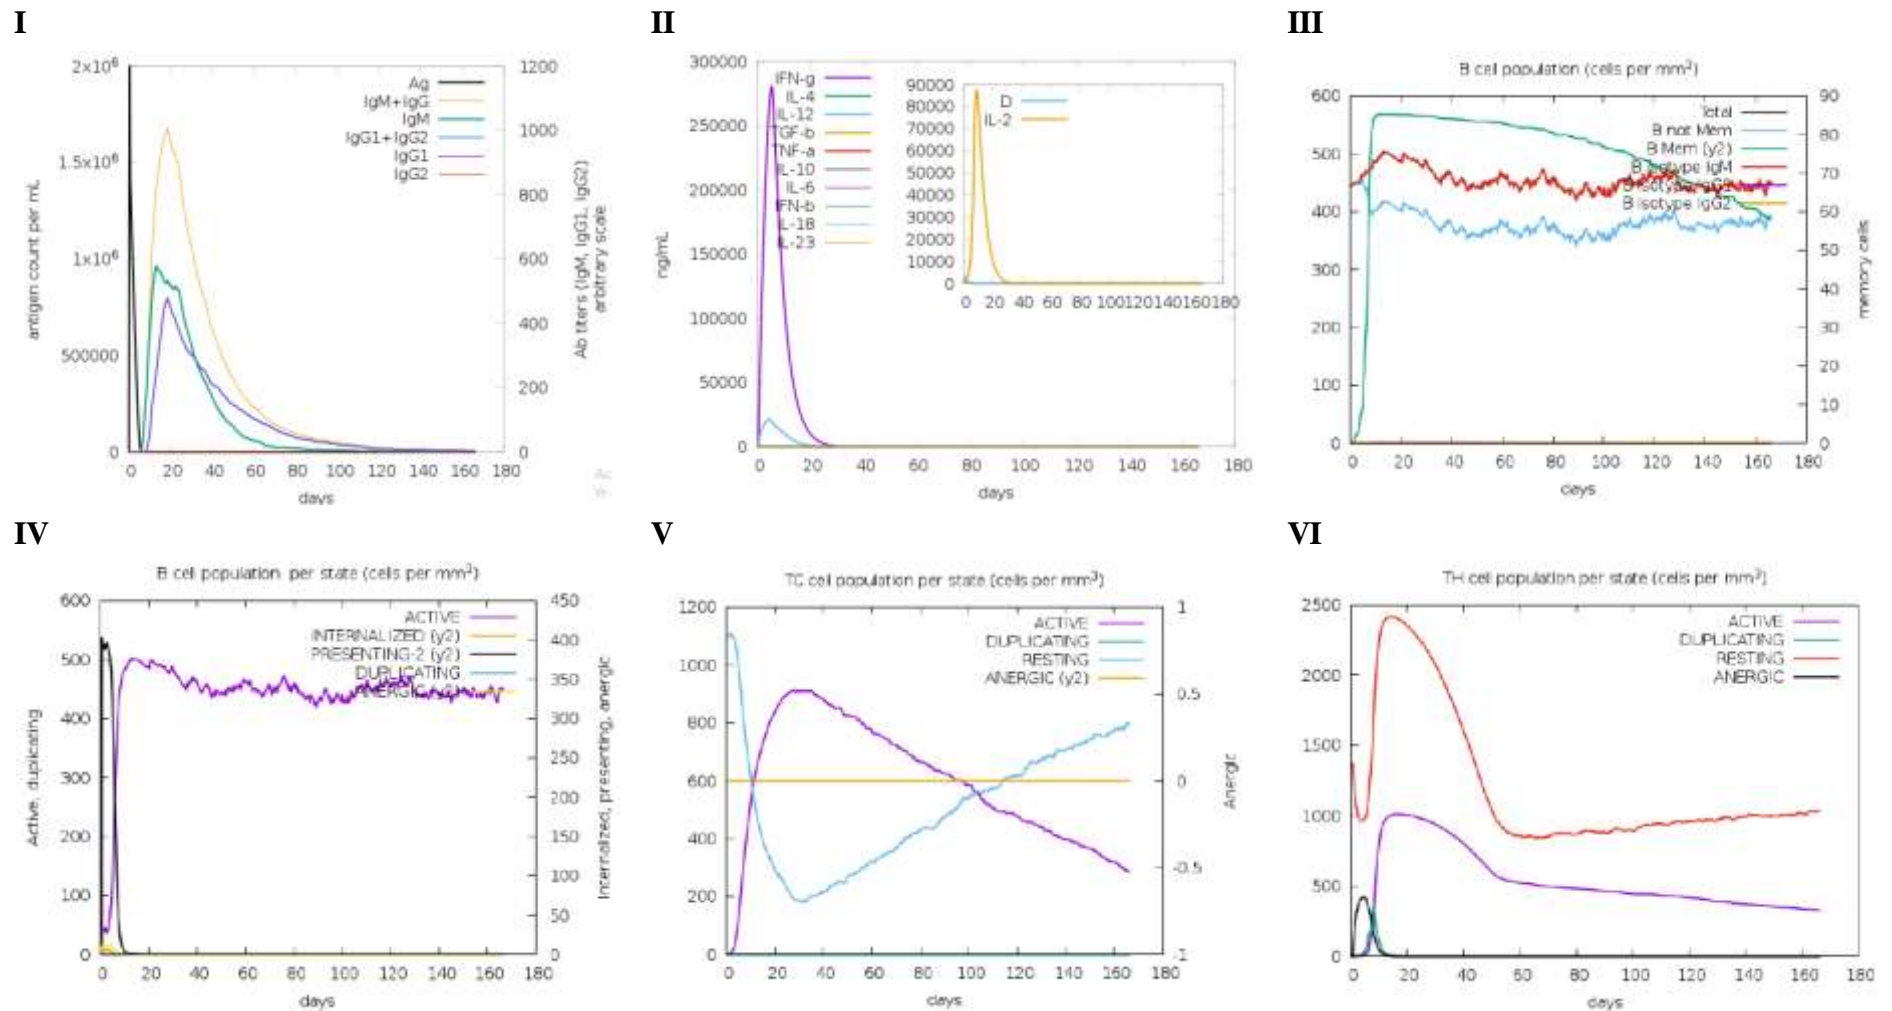 I
2×10⁶
1.5×10⁶
1×10⁶
500000
0
1200
1000
800
600
400
200
0
Ag
IgM+IgG
IgM
IgG1+IgG2
IgG1
IgG2
antigen count per mL
Ab titers (IgM, IgG1, IgG2)
arbitrary scale
0 20 40 60 80 100 120 140 160 180
days
II
300000
250000
200000
150000
100000
50000
0
IFN-g
IL-4
IL-12
TGF-b
TNF-a
IL-10
IL-6
IFN-b
IL-18
IL-23
90000
80000
70000
60000
50000
40000
30000
20000
10000
0
D
IL-2
0 20 40 60 80 100120140160180
ng/mL
0 20 40 60 80 100 120 140 160 180
days
III
B cell population (cells per mm³)
600
500
400
300
200
100
0
90
80
70
60
50
40
30
20
10
0
Total
B not Mem
B Mem (y2)
B isotype IgM
B isotype IgG1
B isotype IgG2
memory cells
0 20 40 60 80 100 120 140 160 180
days
IV
B cell population per state (cells per mm³)
600
500
400
300
200
100
0
450
400
350
300
250
200
150
100
50
0
ACTIVE
INTERNALIZED (y2)
PRESENTING-2 (y2)
DUPLICATING
ANERGIC (y2)
Active, duplicating
Internalized, presenting, anergic
0 20 40 60 80 100 120 140 160 180
days
V
TC cell population per state (cells per mm³)
1200
1000
800
600
400
200
0
1
0.5
0
-0.5
-1
ACTIVE
DUPLICATING
RESTING
ANERGIC (y2)
Anergic
0 20 40 60 80 100 120 140 160 180
days
VI
TH cell population per state (cells per mm³)
2500
2000
1500
1000
500
0
ACTIVE
DUPLICATING
RESTING
ANERGIC
0 20 40 60 80 100 120 140 160 180
days